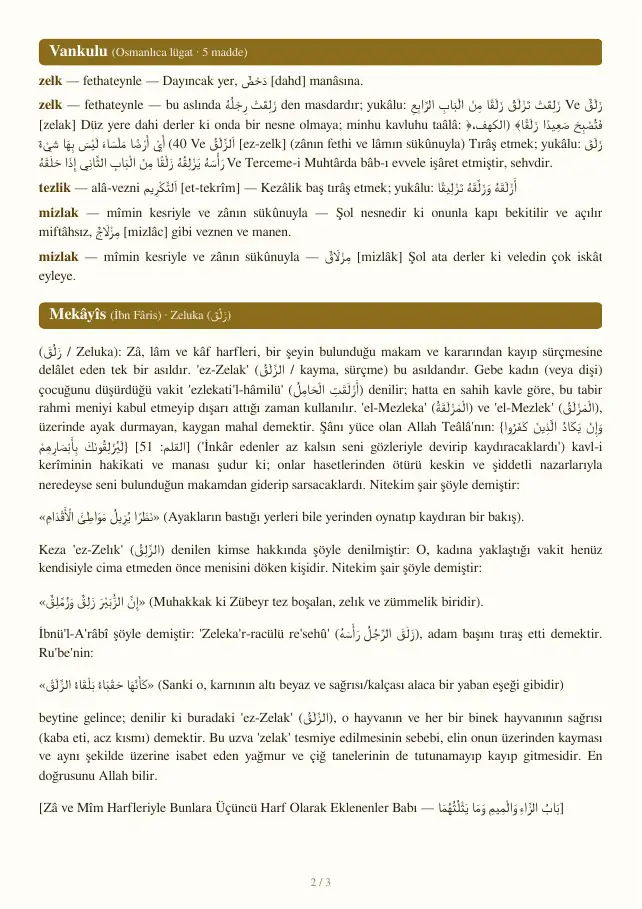 Vankulu (Osmanlıca lügat · 5 madde)
zelk — fethateynle — Dayıncak yer, دَحَضٌ [dahd] manâsına.
zelk — fethateynle — bu aslında زَلِقَتْ رِجْلُهُ den masdardır; yukâlu: زَلِقَتْ تَزْلَقُ زَلَقًا مِنَ الْبَابِ الرَّابِعِ Ve زَلَقٌ
[zelak] Düz yere dahi derler ki onda bir nesne olmaya; minhu kavluhu taâlâ: ﴿فَتُصْبِحَ صَعِيدًا زَلَقًا﴾ (الكهف،
40) أَيْ أَرْضًا مَلْسَاءَ لَيْسَ بِهَا شَيْءٌ Ve اَلزَّلْقُ [ez-zelk] (zânın fethi ve lâmın sükûnuyla) Tırâş etmek; yukâlu: زَلَقَ
رَأْسَهُ يَزْلِقُهُ زَلْقًا مِنَ الْبَابِ الثَّانِي إِذَا حَلَقَهُ Ve Terceme-i Muhtârda bâb-ı evvele işâret etmiştir, sehvdir.
tezlik — alâ-vezni اَلتَّكْرِيمِ [et-tekrîm] — Kezâlik baş tırâş etmek; yukâlu: أَزْلَقَهُ وَزَلَّقَهُ تَزْلِيقًا
mizlak — mîmin kesriyle ve zânın sükûnuyla — Şol nesnedir ki onunla kapı bekitilir ve açılır
miftâhsız, مِزْلَاجٌ [mizlâc] gibi veznen ve manen.
mizlak — mîmin kesriyle ve zânın sükûnuyla — مِزْلَاقٌ [mizlâk] Şol ata derler ki veledin çok iskât
eyleye.
Mekâyîs (İbn Fâris) · Zeluka (زَلَقَ)
(زَلَقَ / Zeluka): Zâ, lâm ve kâf harfleri, bir şeyin bulunduğu makam ve kararından kayıp sürçmesine
delâlet eden tek bir asıldır. 'ez-Zelak' (الزَّلَقُ / kayma, sürçme) bu asıldandır. Gebe kadın (veya dişi)
çocuğunu düşürdüğü vakit 'ezlekati'l-hâmilü' (أَزْلَقَتِ الْحَامِلُ) denilir; hatta en sahih kavle göre, bu tabir
rahmi meniyi kabul etmeyip dışarı attığı zaman kullanılır. 'el-Mezleka' (الْمَزْلَقَةُ) ve 'el-Mezlek' (الْمَزْلَقُ),
üzerinde ayak durmayan, kaygan mahal demektir. Şânı yüce olan Allah Teâlâ'nın: {وَإِنْ يَكَادُ الَّذِينَ كَفَرُوا
لَيُزْلِقُونَكَ بِأَبْصَارِهِمْ} [القلم: 51] ('İnkâr edenler az kalsın seni gözleriyle devirip kaydıracaklardı') kavl-i
kerîminin hakikati ve manası şudur ki; onlar hasetlerinden ötürü keskin ve şiddetli nazarlarıyla
neredeyse seni bulunduğun makamdan giderip sarsacaklardı. Nitekim şair şöyle demiştir:
«نَظَرًا يُزِيلُ مَوَاطِئَ الْأَقْدَامِ» (Ayakların bastığı yerleri bile yerinden oynatıp kaydıran bir bakış).
Keza 'ez-Zelık' (الزَّلِقُ) denilen kimse hakkında şöyle denilmiştir: O, kadına yaklaştığı vakit henüz
kendisiyle cima etmeden önce menisini döken kişidir. Nitekim şair şöyle demiştir:
«إِنَّ الزُّبَيْرَ زَلِقٌ وَزُمَّلِقٌ» (Muhakkak ki Zübeyr tez boşalan, zelık ve zümmelik biridir).
İbnü'l-A'râbî şöyle demiştir: 'Zeleka'r-racülü re'sehû' (زَلَقَ الرَّجُلُ رَأْسَهُ), adam başını tıraş etti demektir.
Ru'be'nin:
«كَأَنَّهَا حَقْبَاءُ بَلْقَاءُ الزَّلَقْ» (Sanki o, karnının altı beyaz ve sağrısı/kalçası alaca bir yaban eşeği gibidir)
beytine gelince; denilir ki buradaki 'ez-Zelak' (الزَّلَقُ), o hayvanın ve her bir binek hayvanının sağrısı
(kaba eti, acz kısmı) demektir. Bu uzva 'zelak' tesmiye edilmesinin sebebi, elin onun üzerinden kayması
ve aynı şekilde üzerine isabet eden yağmur ve çiğ tanelerinin de tutunamayıp kayıp gitmesidir. En
doğrusunu Allah bilir.
[Zâ ve Mîm Harfleriyle Bunlara Üçüncü Harf Olarak Eklenenler Babı — بَابُ الزَّاءِ وَالْمِيمِ وَمَا يَثْلُثُهُمَا]
2 / 3